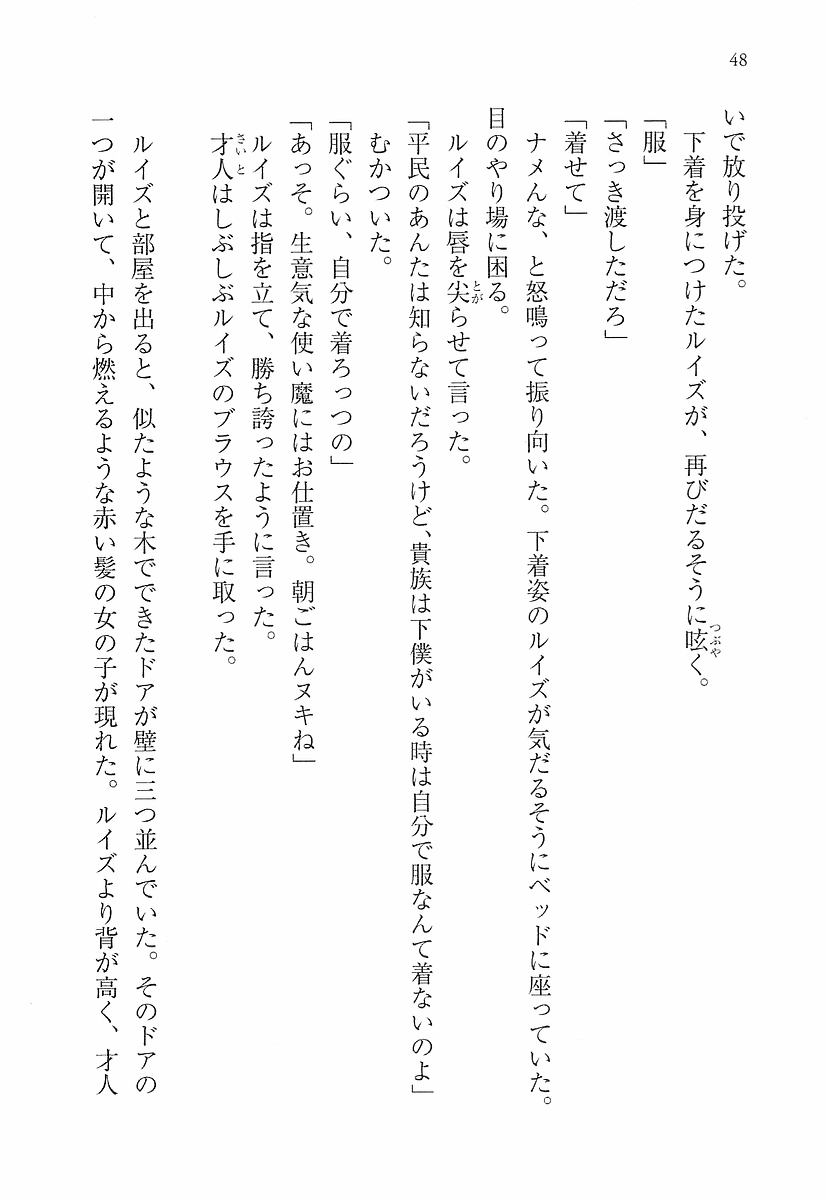 48
いで放り投げた。
下着を身につけたルイズが、再びだるそうに呟く。
「服」
「さっき渡しただろ」
「着せて」
ナメんな、と怒鳴って振り向いた。下着姿のルイズが気だるそうにベッドに座っていた。
目のやり場に困る。
ルイズは唇を尖らせて言った。
「平民のあんたは知らないだろうけど、貴族は下僕がいる時は自分で服なんて着ないのよ」
むかついた。
「服ぐらい、自分で着ろっつの」
「あっそ。生意気な使い魔にはお仕置き。朝ごはんヌキね」
ルイズは指を立て、勝ち誇ったように言った。
才人はしぶしぶルイズのブラウスを手に取った。
ルイズと部屋を出ると、似たような木でできたドアが壁に三つ並んでいた。そのドアの
一つが開いて、中から燃えるような赤い髪の女の子が現れた。ルイズより背が高く、才人